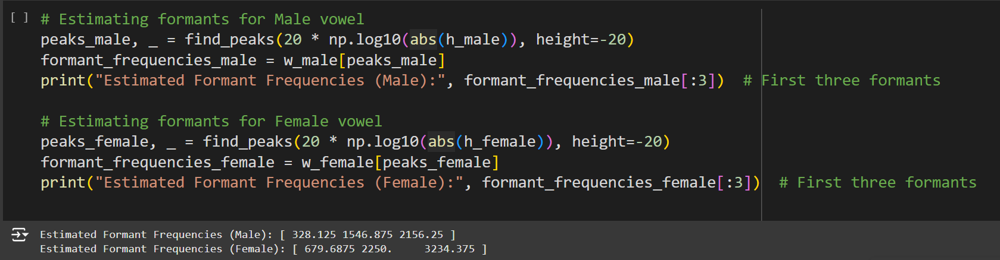 [ ] # Estimating formants for Male vowel
peaks_male, _ = find_peaks(20 * np.log10(abs(h_male)), height=-20)
formant_frequencies_male = w_male[peaks_male]
print("Estimated Formant Frequencies (Male):", formant_frequencies_male[:3])  # First three formants
# Estimating formants for Female vowel
peaks_female, _ = find_peaks(20 * np.log10(abs(h_female)), height=-20)
formant_frequencies_female = w_female[peaks_female]
print("Estimated Formant Frequencies (Female):", formant_frequencies_female[:3])  # First three formants
Estimated Formant Frequencies (Male): [ 328.125 1546.875 2156.25 ]
Estimated Formant Frequencies (Female): [ 679.6875 2250.     3234.375 ]